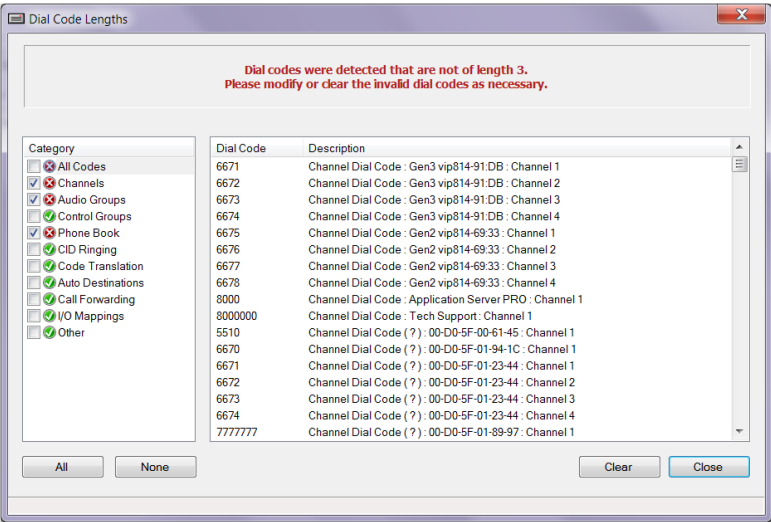 Dial Code Lengths
Dial codes were detected that are not of length 3.
Please modify or clear the invalid dial codes as necessary.
Category
All Codes
Channels
Audio Groups
Control Groups
Phone Book
CID Ringing
Code Translation
Auto Destinations
Call Forwarding
I/O Mappings
Other
Dial Code Description
6671 Channel Dial Code : Gen3 vip814-91:DB : Channel 1
6672 Channel Dial Code : Gen3 vip814-91:DB : Channel 2
6673 Channel Dial Code : Gen3 vip814-91:DB : Channel 3
6674 Channel Dial Code : Gen3 vip814-91:DB : Channel 4
6675 Channel Dial Code : Gen2 vip814-69:33 : Channel 1
6676 Channel Dial Code : Gen2 vip814-69:33 : Channel 2
6677 Channel Dial Code : Gen2 vip814-69:33 : Channel 3
6678 Channel Dial Code : Gen2 vip814-69:33 : Channel 4
8000 Channel Dial Code : Application Server PRO : Channel 1
8000000 Channel Dial Code : Tech Support : Channel 1
5510 Channel Dial Code ( ? ) : 00-D0-5F-00-61-45 : Channel 1
6670 Channel Dial Code ( ? ) : 00-D0-5F-01-94-1C : Channel 1
6671 Channel Dial Code ( ? ) : 00-D0-5F-01-23-44 : Channel 1
6672 Channel Dial Code ( ? ) : 00-D0-5F-01-23-44 : Channel 2
6673 Channel Dial Code ( ? ) : 00-D0-5F-01-23-44 : Channel 3
6674 Channel Dial Code ( ? ) : 00-D0-5F-01-23-44 : Channel 4
7777777 Channel Dial Code ( ? ) : 00-D0-5F-01-89-97 : Channel 1
All None Clear Close